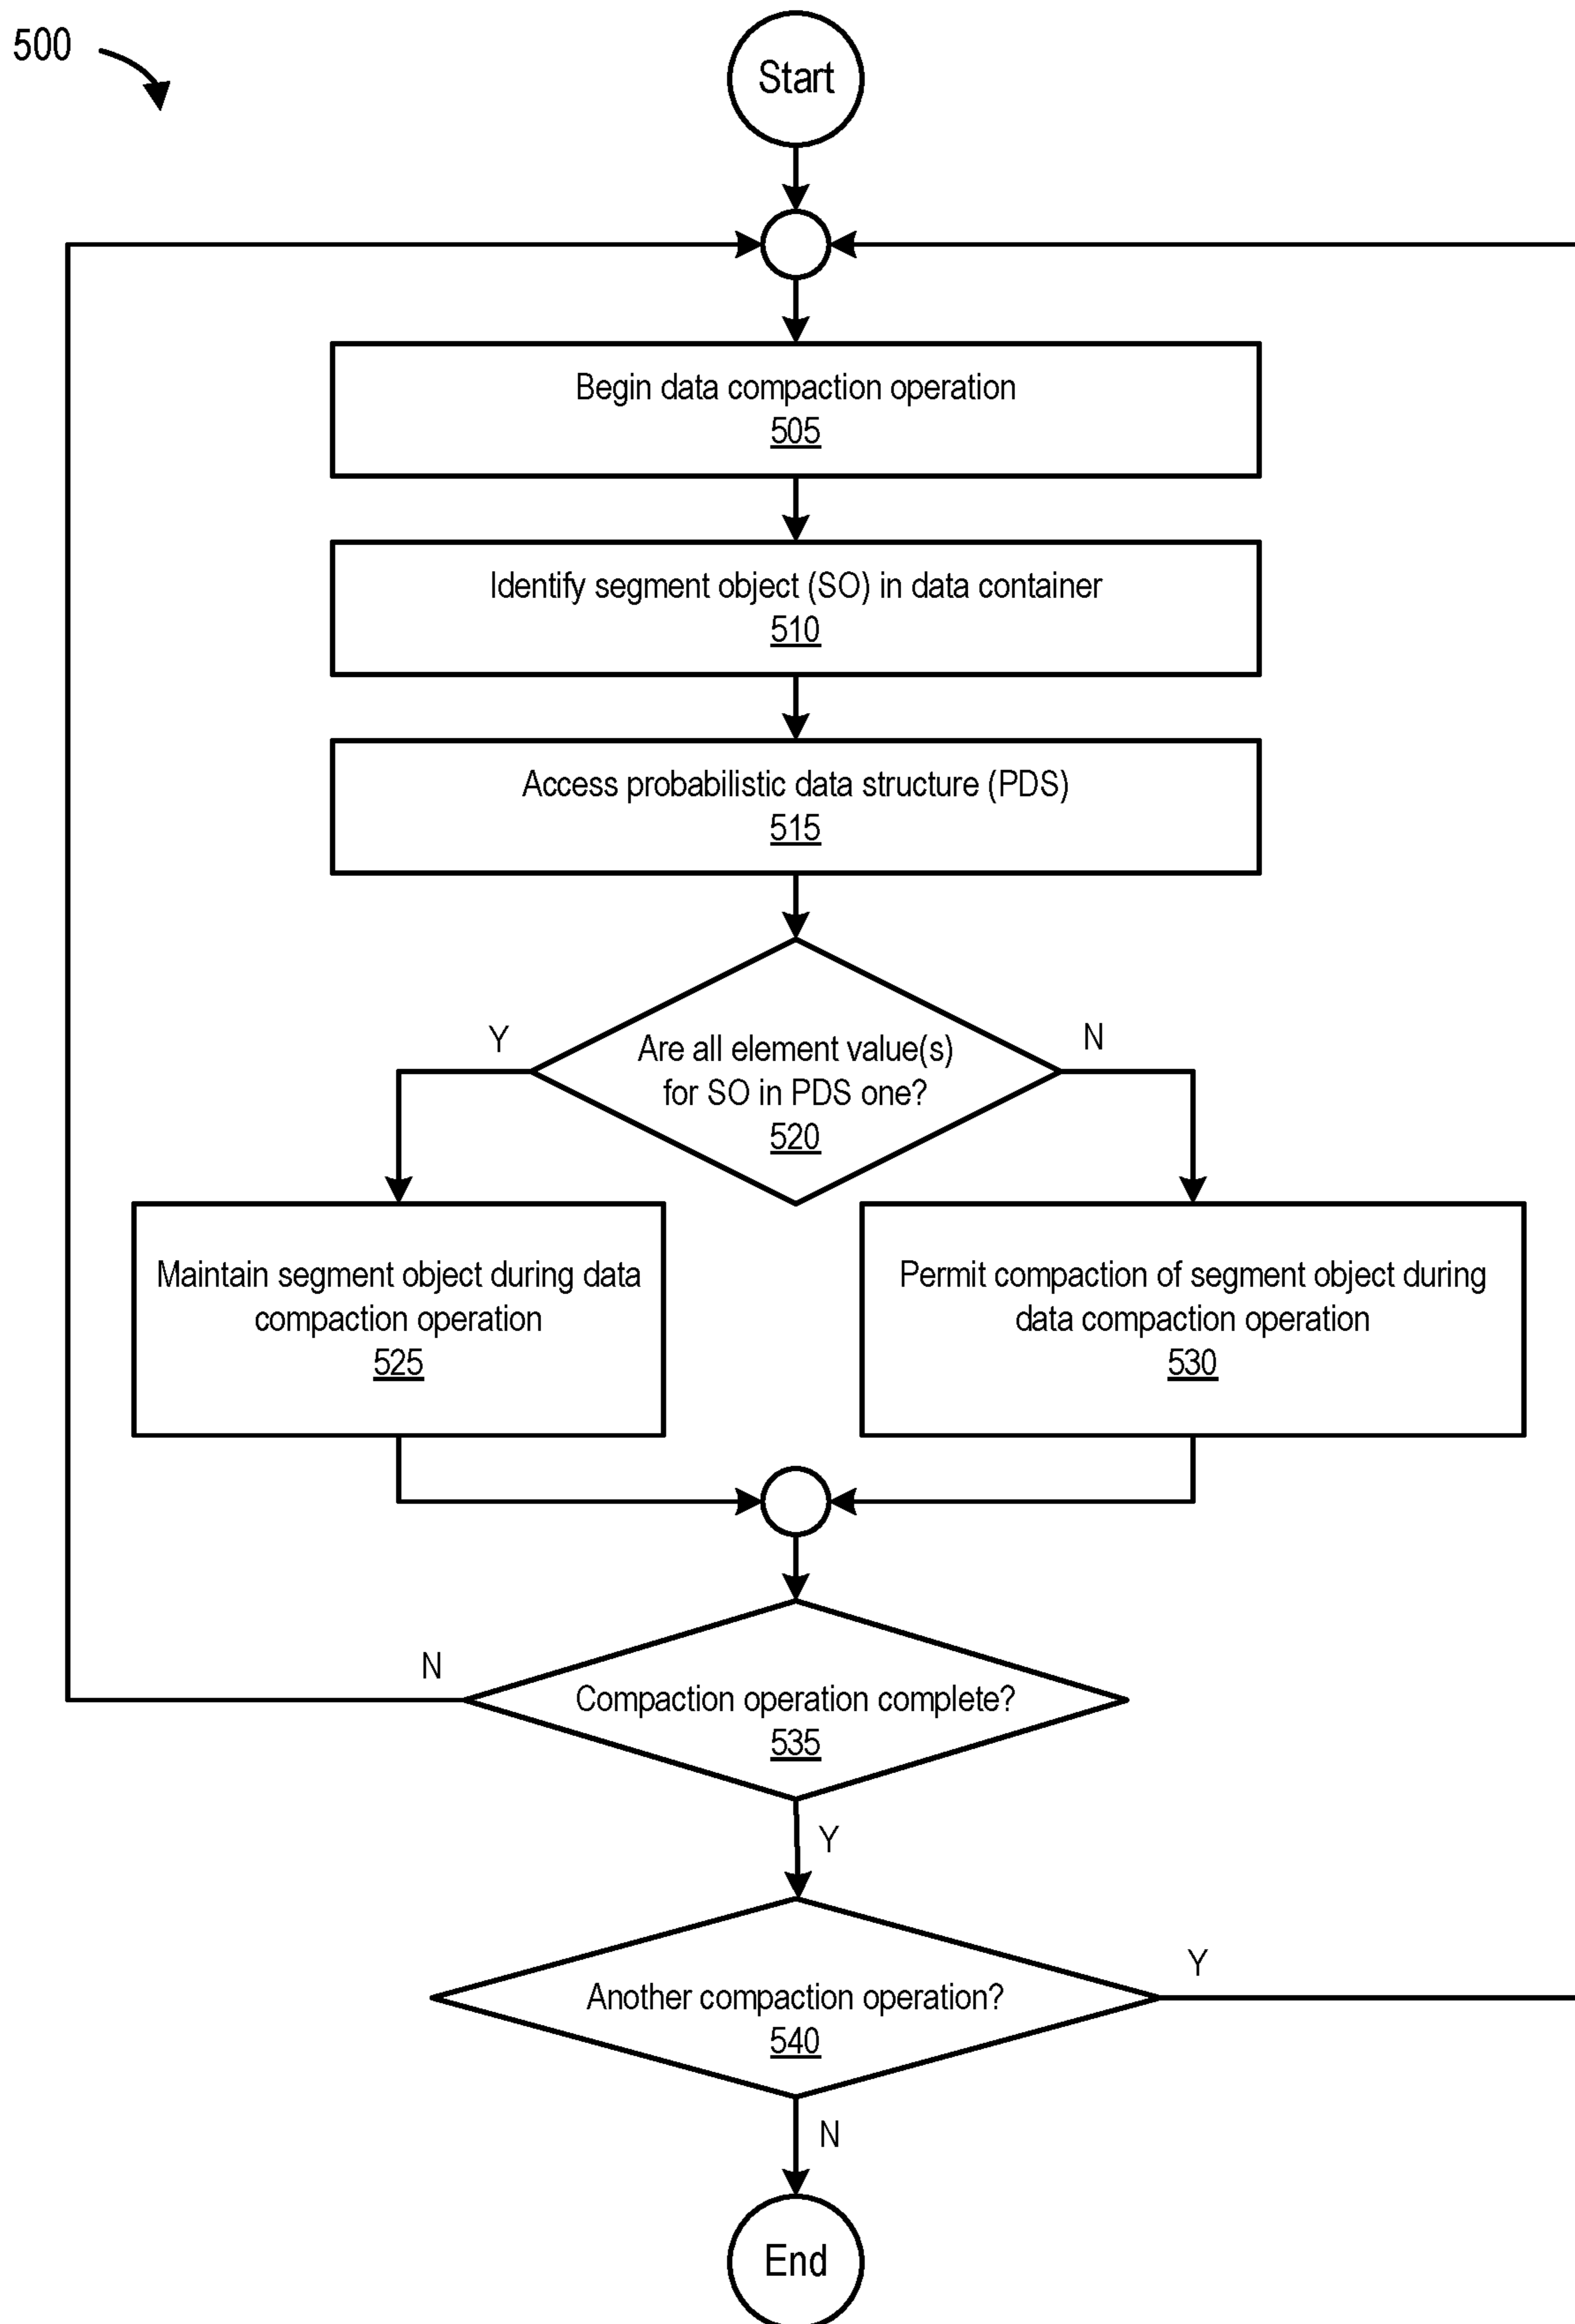 500
Start
Begin data compaction operation
505
Identify segment object (SO) in data container
510
Access probabilistic data structure (PDS)
515
Y
N
Are all element value(s)
for SO in PDS one?
520
Maintain segment object during data
compaction operation
525
Permit compaction of segment object during
data compaction operation
530
N
Compaction operation complete?
535
Y
Y
Another compaction operation?
540
N
End